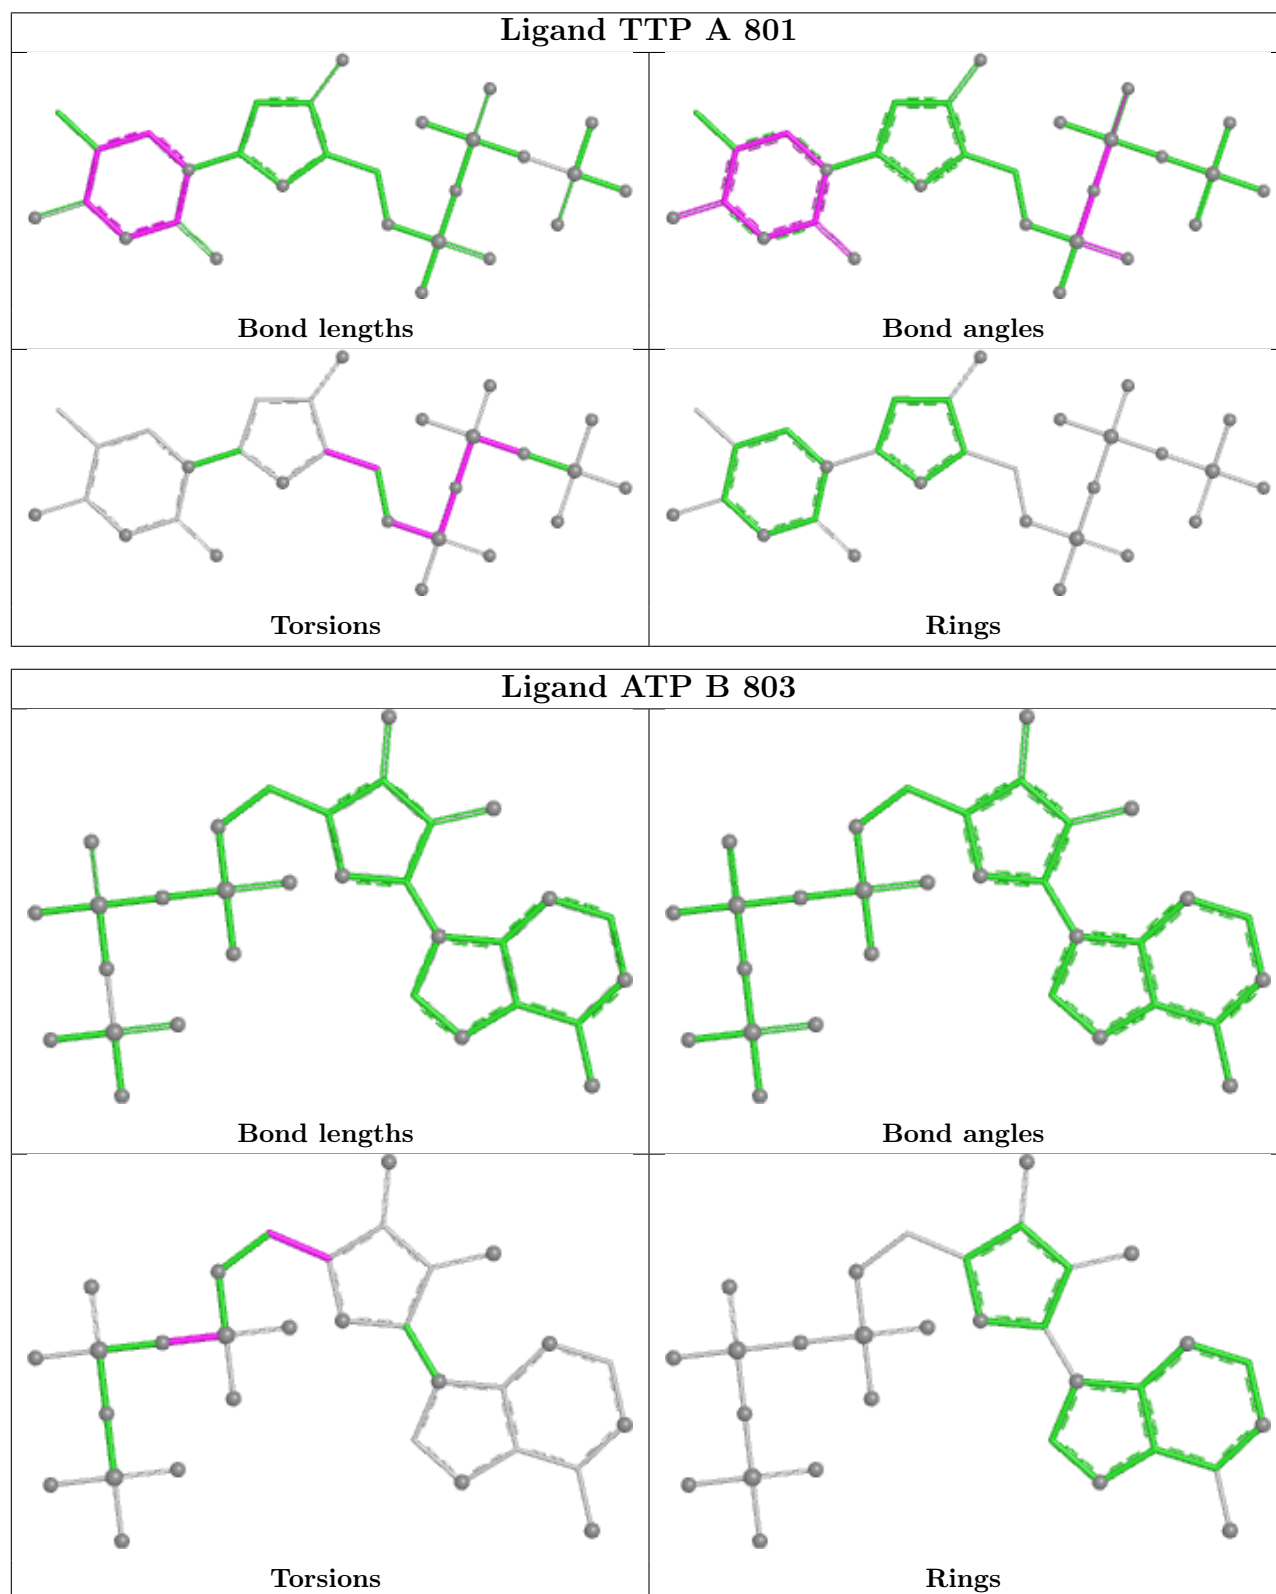 Ligand TTP A 801
Bond lengths
Bond angles
Torsions
Rings
Ligand ATP B 803
Bond lengths
Bond angles
Torsions
Rings